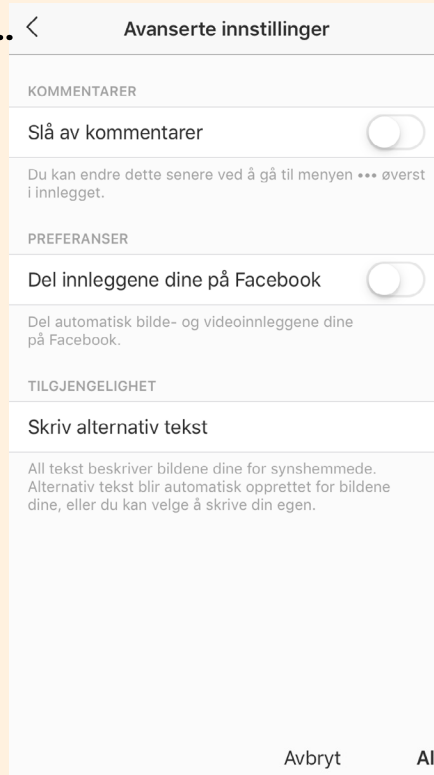 Avanserte innstillinger
KOMMENTARER
Slå av kommentarer
Du kan endre dette senere ved å gå til menyen ••• øverst
i innlegget.
PREFERANSER
Del innleggene dine på Facebook
Del automatisk bilde- og videoinnleggene dine
på Facebook.
TILGJENGELIGHET
Skriv alternativ tekst
All tekst beskriver bildene dine for synshemmede.
Alternativ tekst blir automatisk opprettet for bildene
dine, eller du kan velge å skrive din egen.
Avbryt